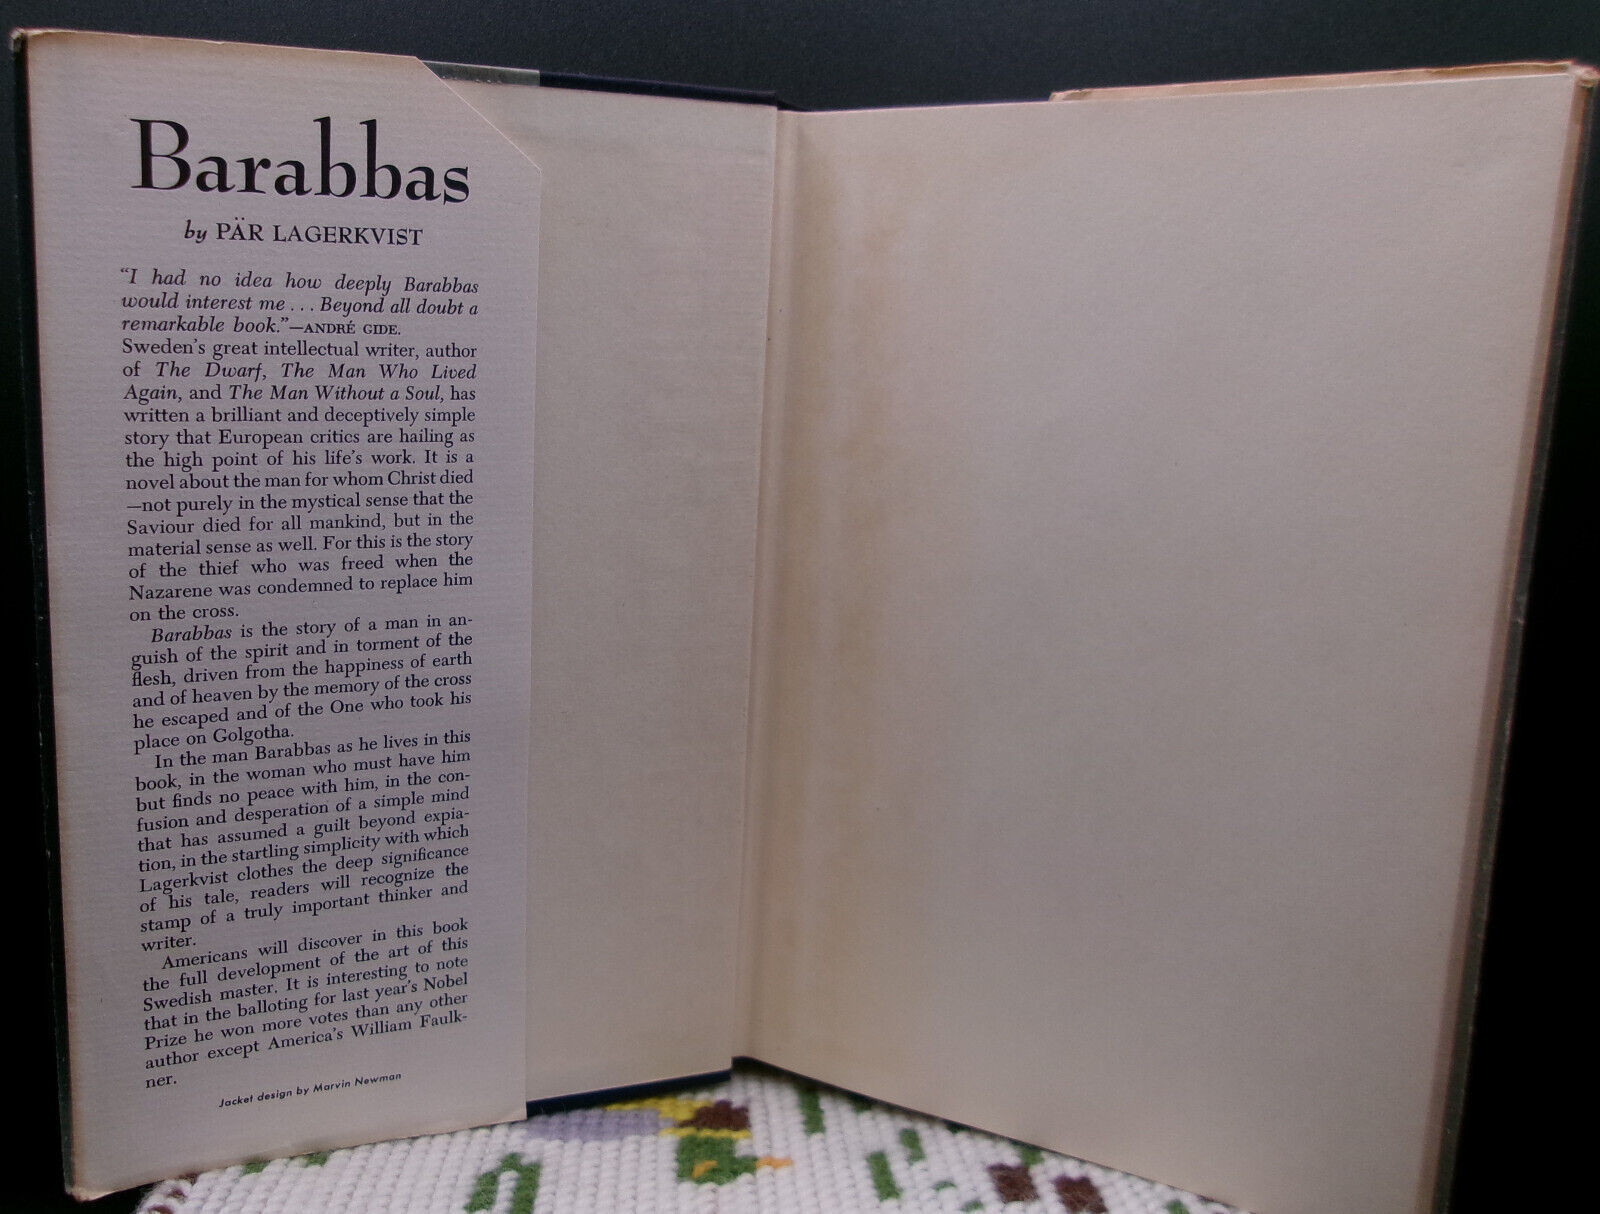 Barabbas
by PÄR LAGERKVIST
"I had no idea how deeply Barabbas
would interest me . . . Beyond all doubt a
remarkable book."—ANDRÉ GIDE.
Sweden's great intellectual writer, author
of The Dwarf, The Man Who Lived
Again, and The Man Without a Soul, has
written a brilliant and deceptively simple
story that European critics are hailing as
the high point of his life's work. It is a
novel about the man for whom Christ died
—not purely in the mystical sense that the
Saviour died for all mankind, but in the
material sense as well. For this is the story
of the thief who was freed when the
Nazarene was condemned to replace him
on the cross.
Barabbas is the story of a man in an-
guish of the spirit and in torment of the
flesh, driven from the happiness of earth
and of heaven by the memory of the cross
he escaped and of the One who took his
place on Golgotha.
In the man Barabbas as he lives in this
book, in the woman who must have him
but finds no peace with him, in the con-
fusion and desperation of a simple mind
that has assumed a guilt beyond expia-
tion, in the startling simplicity with which
Lagerkvist clothes the deep significance
of his tale, readers will recognize the
stamp of a truly important thinker and
writer.
Americans will discover in this book
the full development of the art of this
Swedish master. It is interesting to note
that in the balloting for last year's Nobel
Prize he won more votes than any other
author except America's William Faulk-
ner.
Jacket design by Marvin Newman